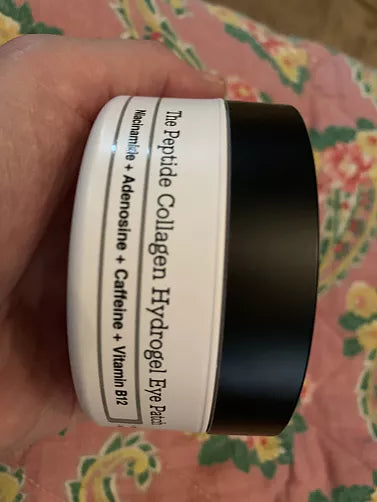 The Peptide Collagen Hydrogel Eye Patch
Niacinamide + Adenosine + Caffeine + Vitamin B12